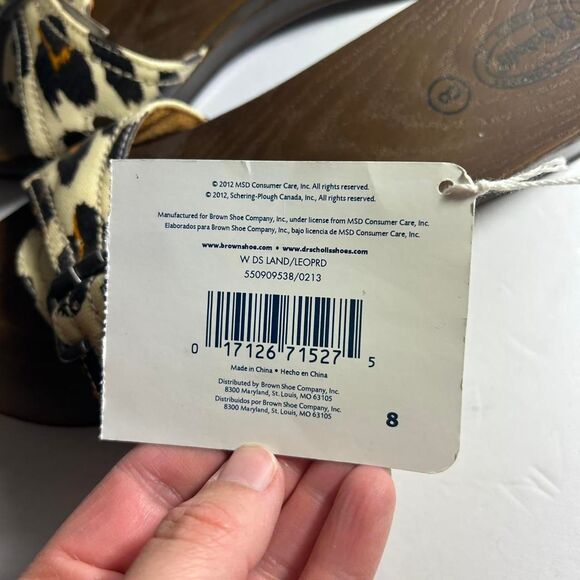 © 2012 MSD Consumer Care, Inc. All rights reserved.
© 2012, Schering-Plough Canada, Inc. All rights reserved.
Manufactured for Brown Shoe Company, Inc., under license from MSD Consumer Care, Inc.
Elaborados para Brown Shoe Company, Inc., bajo licencia de MSD Consumer Care, Inc.
www.brownshoe.com • www.drschollsshoes.com
W DS LAND/LEOPRD
550909538/0213
0 17126 71527 5
Made in China • Hecho en China
Distributed by Brown Shoe Company, Inc.
8300 Maryland, St. Louis, MO 63105
Distribuidos por Brown Shoe Company, Inc.
8300 Maryland, St. Louis, MO 63105
8